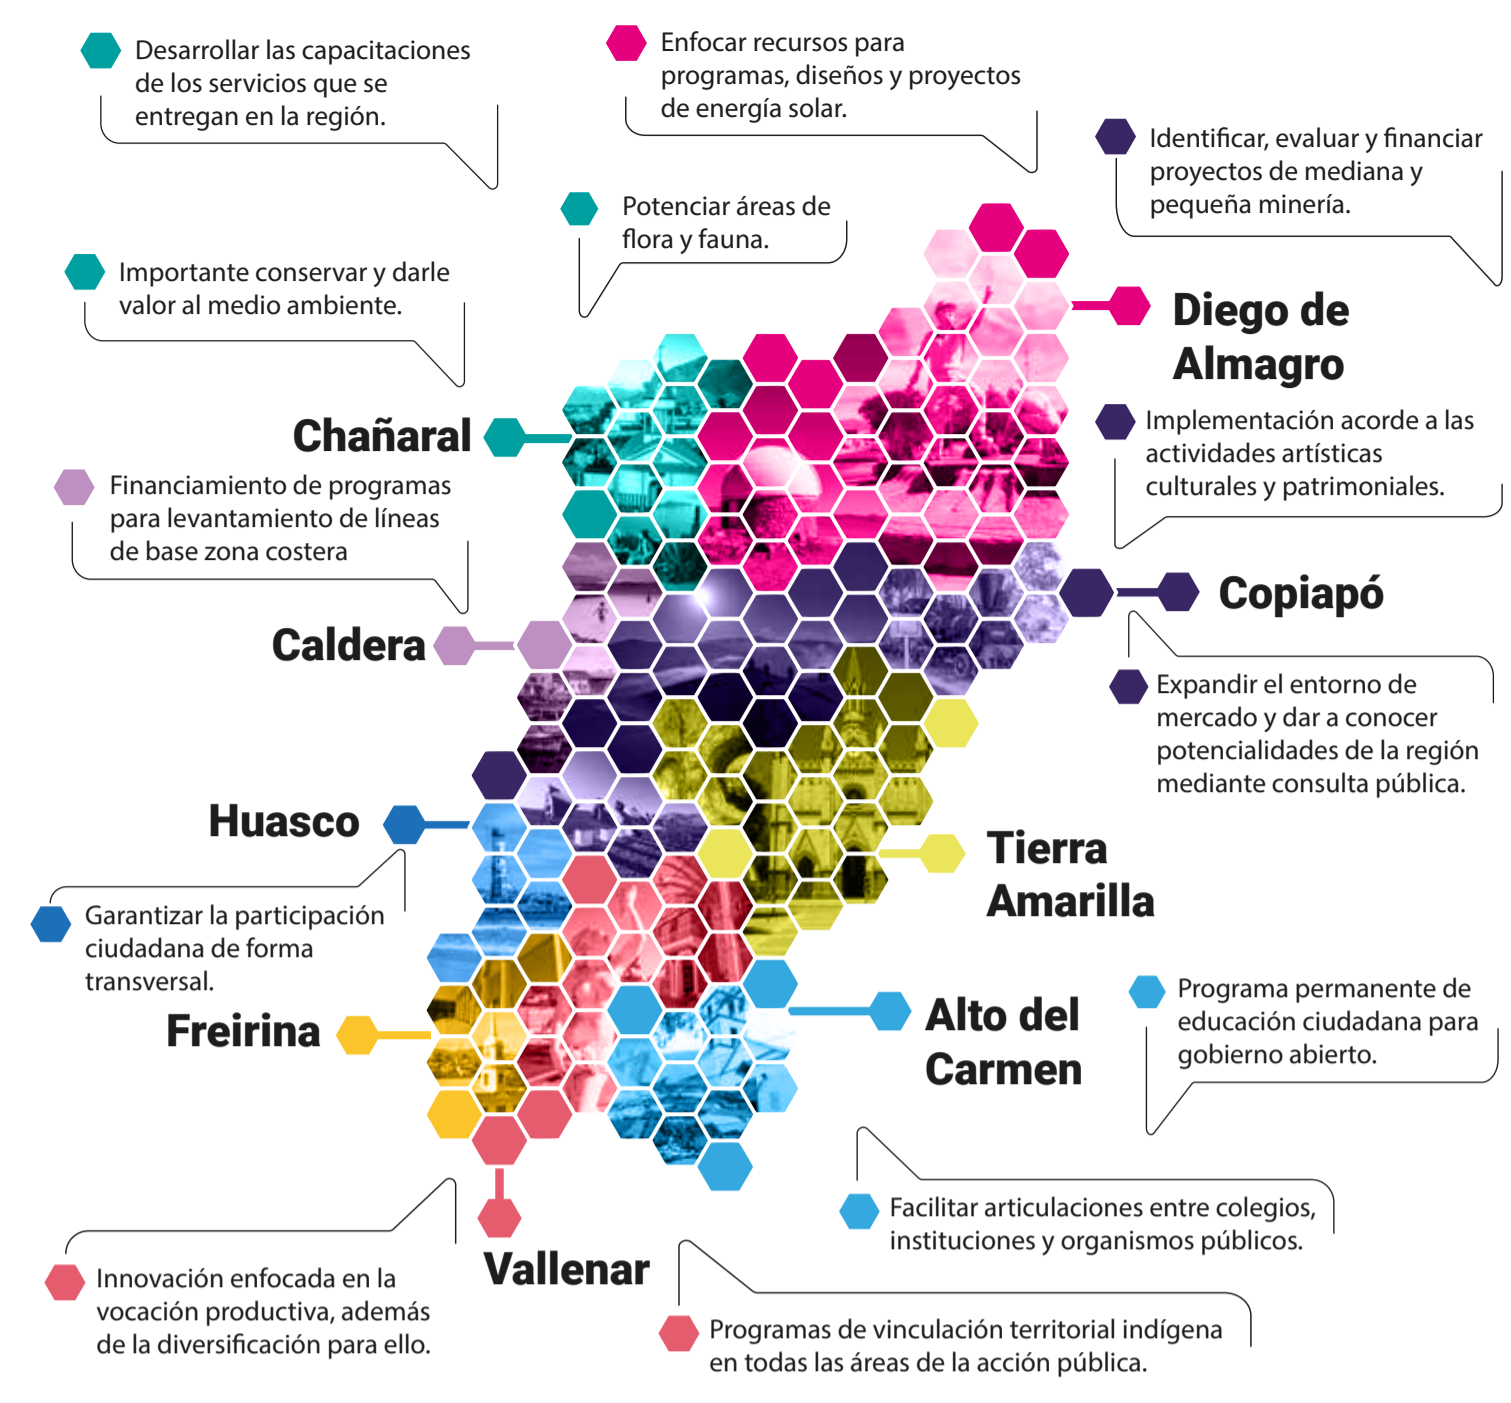 Desarrollar las capacitaciones
de los servicios que se
entregan en la región.
Enfocar recursos para
programas, diseños y proyectos
de energía solar.
Identificar, evaluar y financiar
proyectos de mediana y
pequeña minería.
Potenciar áreas de
flora y fauna.
Importante conservar y darle
valor al medio ambiente.
Diego de
Almagro
Chañaral
Implementación acorde a las
actividades artísticas
culturales y patrimoniales.
Financiamiento de programas
para levantamiento de líneas
de base zona costera
Copiapó
Caldera
Expandir el entorno de
mercado y dar a conocer
potencialidades de la región
mediante consulta pública.
Huasco
Tierra
Amarilla
Garantizar la participación
ciudadana de forma
transversal.
Freirina
Alto del
Carmen
Programa permanente de
educación ciudadana para
gobierno abierto.
Facilitar articulaciones entre colegios,
instituciones y organismos públicos.
Vallenar
Innovación enfocada en la
vocación productiva, además
de la diversificación para ello.
Programas de vinculación territorial indígena
en todas las áreas de la acción pública.